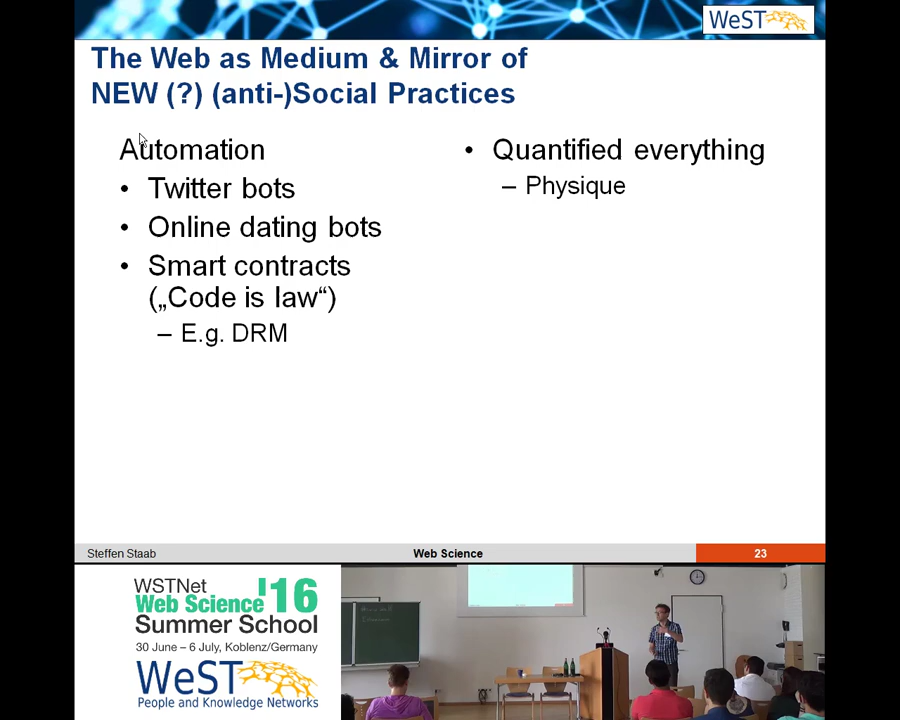 WeST
The Web as Medium & Mirror of
NEW (?) (anti-)Social Practices
Automation
• Twitter bots
• Online dating bots
• Smart contracts
(„Code is law“)
– E.g. DRM
• Quantified everything
– Physique
Steffen Staab
Web Science
23
WSTNet
Web Science '16
Summer School
30 June – 6 July, Koblenz/Germany
WeST
People and Knowledge Networks